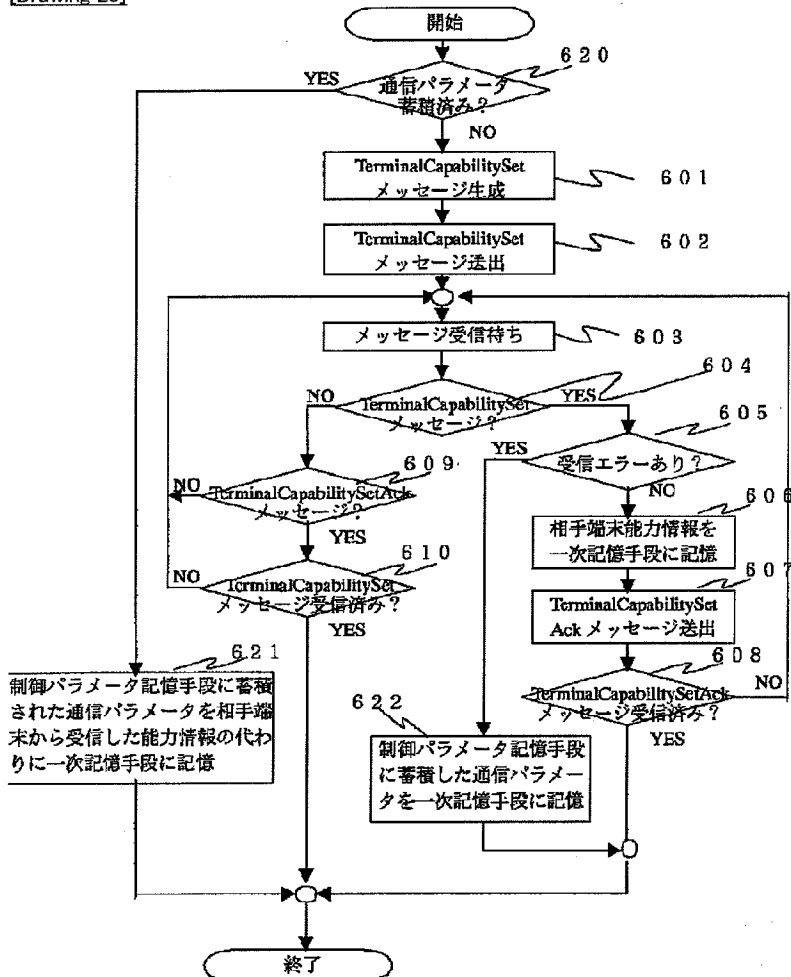 開始
620
通信パラメータ
蓄積済み？
YES
NO
TerminalCapabilitySet
メッセージ生成
601
TerminalCapabilitySet
メッセージ送出
602
メッセージ受信待ち
603
604
TerminalCapabilitySet
メッセージ？
NO
YES
605
受信エラーあり？
YES
NO
609
TerminalCapabilitySetAck
メッセージ？
NO
YES
606
相手端末能力情報を
一次記憶手段に記憶
610
TerminalCapabilitySet
メッセージ受信済み？
NO
YES
607
TerminalCapabilitySet
Ackメッセージ送出
608
TerminalCapabilitySetAck
メッセージ受信済み？
NO
YES
621
制御パラメータ記憶手段に蓄積
された通信パラメータを相手端
末から受信した能力情報の代わ
りに一次記憶手段に記憶
622
制御パラメータ記憶手段
に蓄積した通信パラメー
タを一次記憶手段に記憶
終了